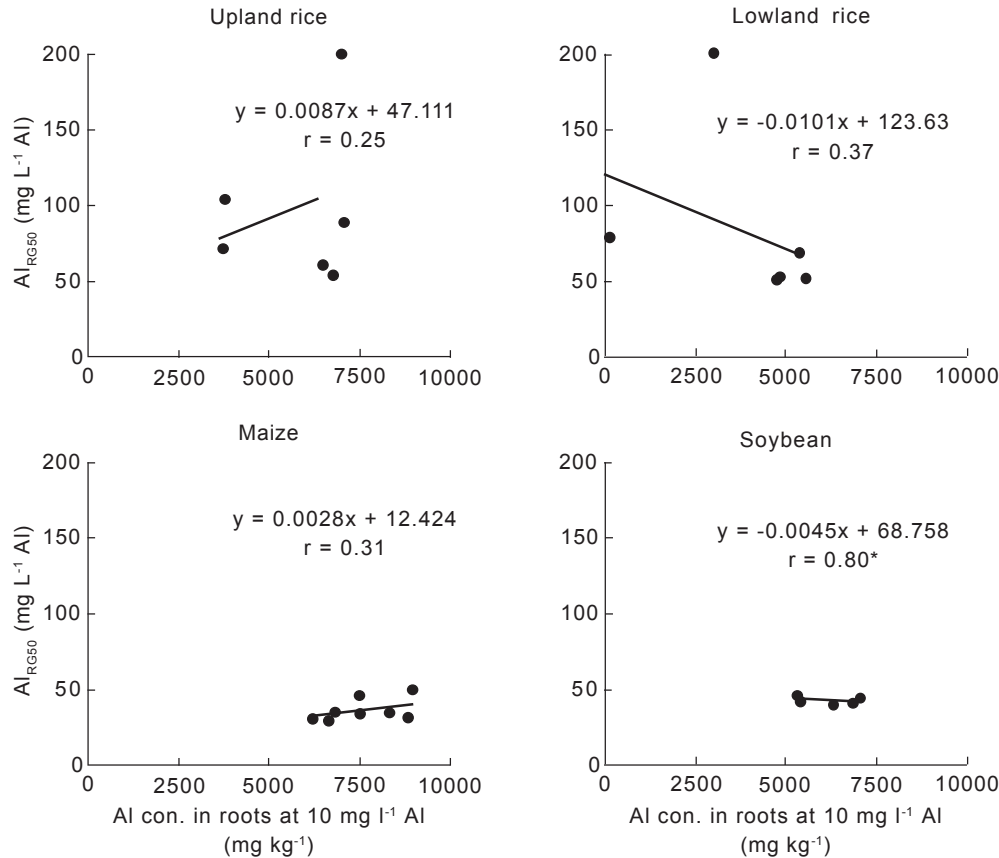 Upland rice
Lowland rice
200
150
100
50
0
Al_RG50 (mg L⁻¹ Al)
y = 0.0087x + 47.111
r = 0.25
0 2500 5000 7500 10000
200
150
100
50
0
y = -0.0101x + 123.63
r = 0.37
0 2500 5000 7500 10000
Maize
Soybean
200
150
100
50
0
Al_RG50 (mg L⁻¹ Al)
y = 0.0028x + 12.424
r = 0.31
0 2500 5000 7500 10000
Al con. in roots at 10 mg l⁻¹ Al
(mg kg⁻¹)
200
150
100
50
0
y = -0.0045x + 68.758
r = 0.80*
0 2500 5000 7500 10000
Al con. in roots at 10 mg l⁻¹ Al
(mg kg⁻¹)